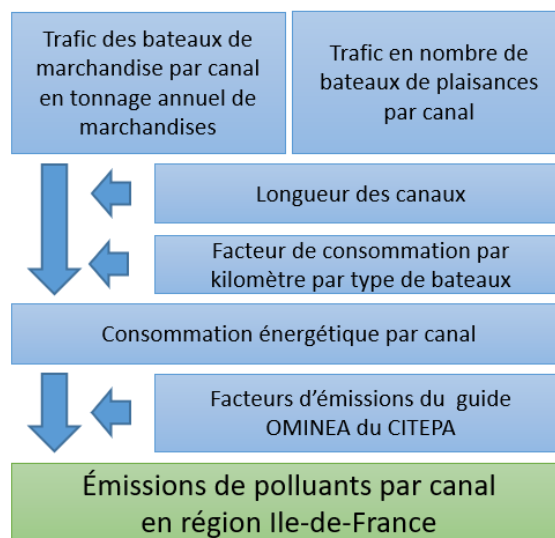 Trafic des bateaux de
marchandise par canal
en tonnage annuel de
marchandises
Trafic en nombre de
bateaux de plaisances
par canal
Longueur des canaux
Facteur de consommation par
kilomètre par type de bateaux
Consommation énergétique par canal
Facteurs d’émissions du guide
OMINEA du CITEPA
Émissions de polluants par canal
en région Ile-de-France